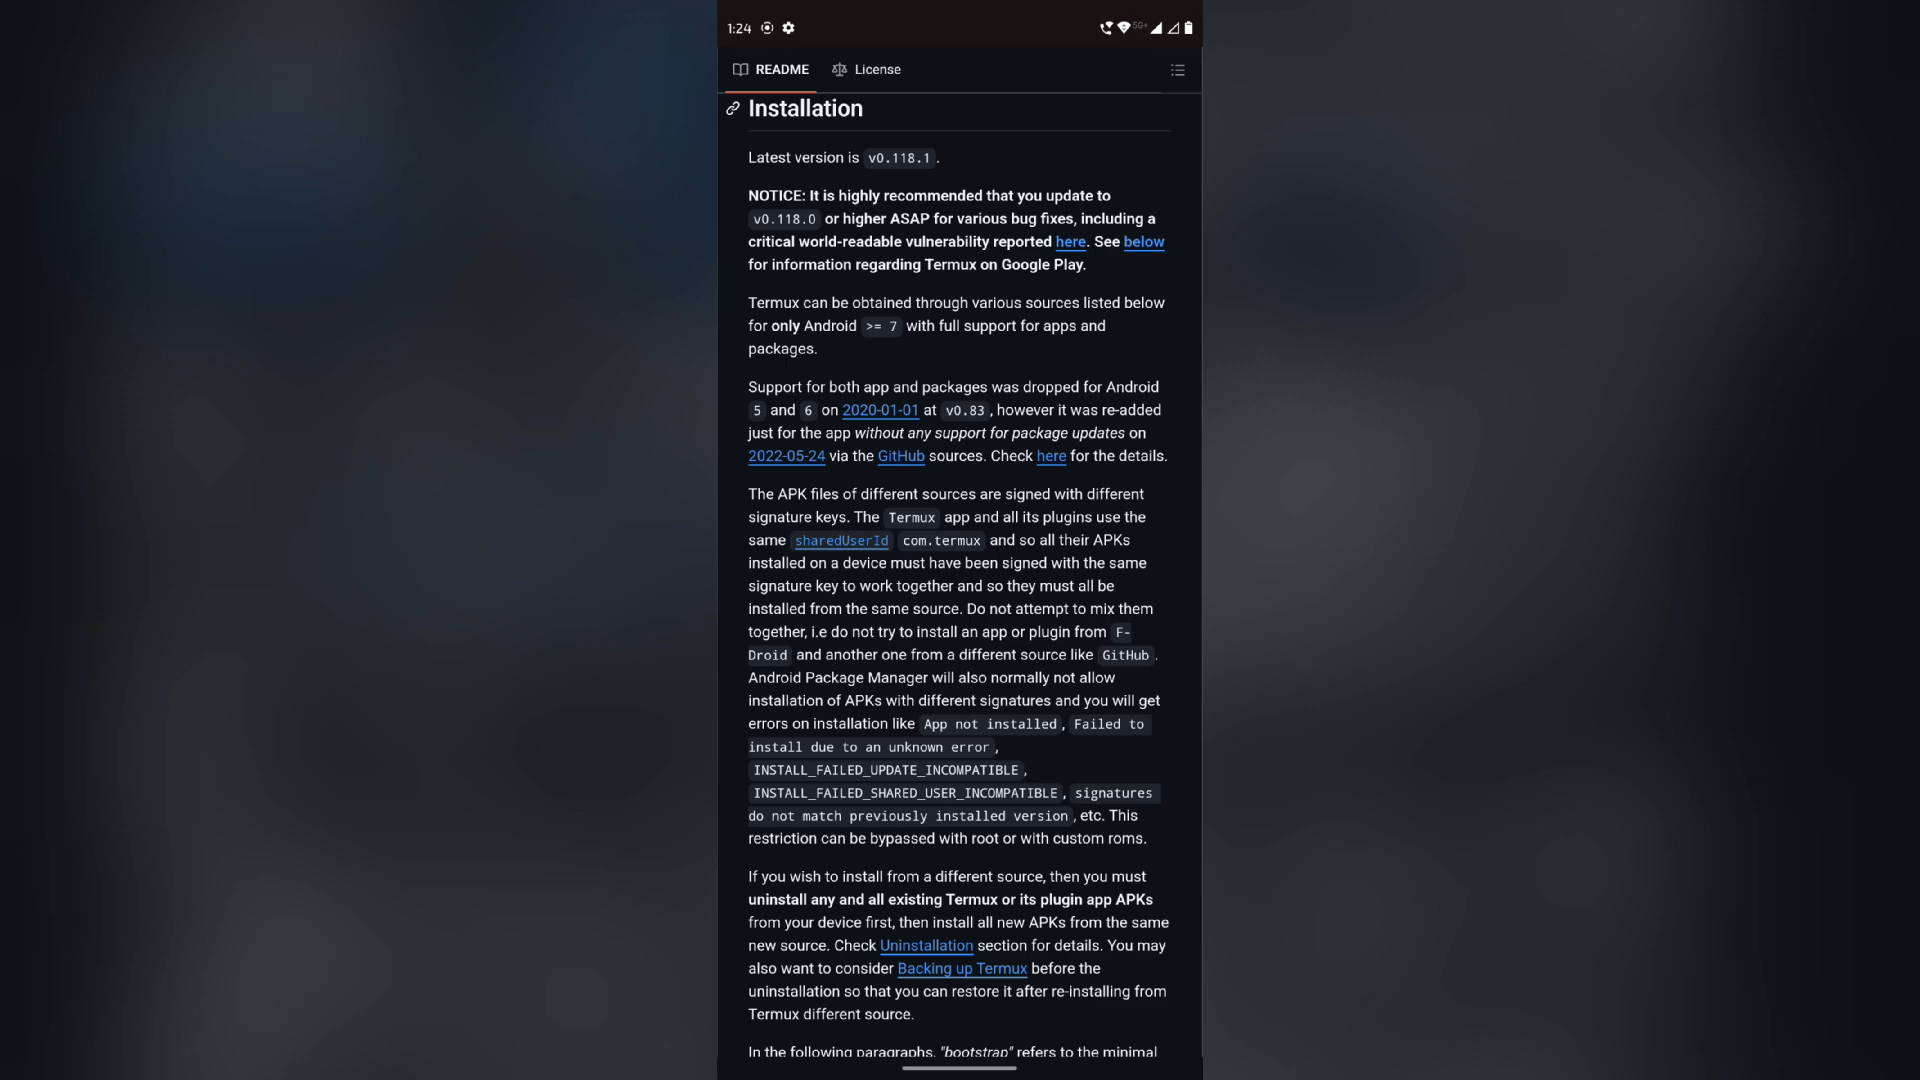 1:24
5G+
README
License
Installation
Latest version is v0.118.1.
NOTICE: It is highly recommended that you update to
v0.118.0 or higher ASAP for various bug fixes, including a
critical world-readable vulnerability reported here. See below
for information regarding Termux on Google Play.
Termux can be obtained through various sources listed below
for only Android >= 7 with full support for apps and
packages.
Support for both app and packages was dropped for Android
5 and 6 on 2020-01-01 at v0.83, however it was re-added
just for the app without any support for package updates on
2022-05-24 via the GitHub sources. Check here for the details.
The APK files of different sources are signed with different
signature keys. The Termux app and all its plugins use the
same sharedUserId com.termux and so all their APKs
installed on a device must have been signed with the same
signature key to work together and so they must all be
installed from the same source. Do not attempt to mix them
together, i.e do not try to install an app or plugin from F-
Droid and another one from a different source like GitHub.
Android Package Manager will also normally not allow
installation of APKs with different signatures and you will get
errors on installation like App not installed, Failed to
install due to an unknown error,
INSTALL_FAILED_UPDATE_INCOMPATIBLE,
INSTALL_FAILED_SHARED_USER_INCOMPATIBLE, signatures
do not match previously installed version, etc. This
restriction can be bypassed with root or with custom roms.
If you wish to install from a different source, then you must
uninstall any and all existing Termux or its plugin app APKs
from your device first, then install all new APKs from the same
new source. Check Uninstallation section for details. You may
also want to consider Backing up Termux before the
uninstallation so that you can restore it after re-installing from
Termux different source.
In the following paragraphs, "bootstrap" refers to the minimal